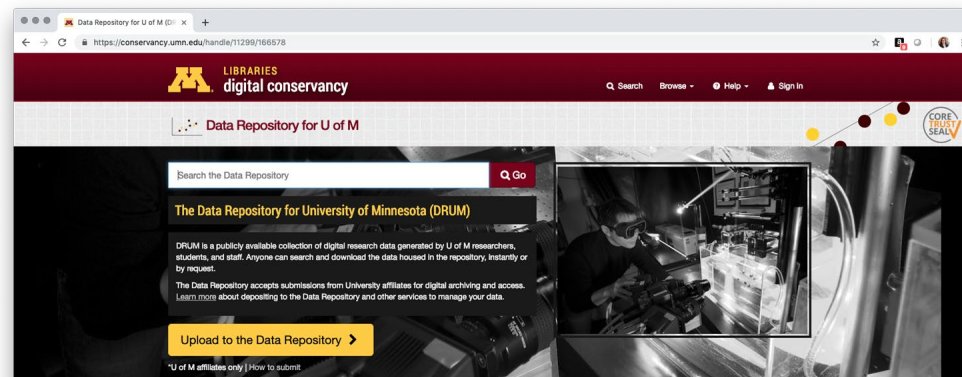 Data Repository for U of M (DR
https://conservancy.umn.edu/handle/11299/166578
LIBRARIES
digital conservancy
Search Browse Help Sign In
Data Repository for U of M
CORE
TRUST
SEAL
Search the Data Repository
Go
The Data Repository for University of Minnesota (DRUM)
DRUM is a publicly available collection of digital research data generated by U of M researchers,
students, and staff. Anyone can search and download the data housed in the repository, instantly or
by request.
The Data Repository accepts submissions from University affiliates for digital archiving and access.
Learn more about depositing to the Data Repository and other services to manage your data.
Upload to the Data Repository
*U of M affiliates only | How to submit